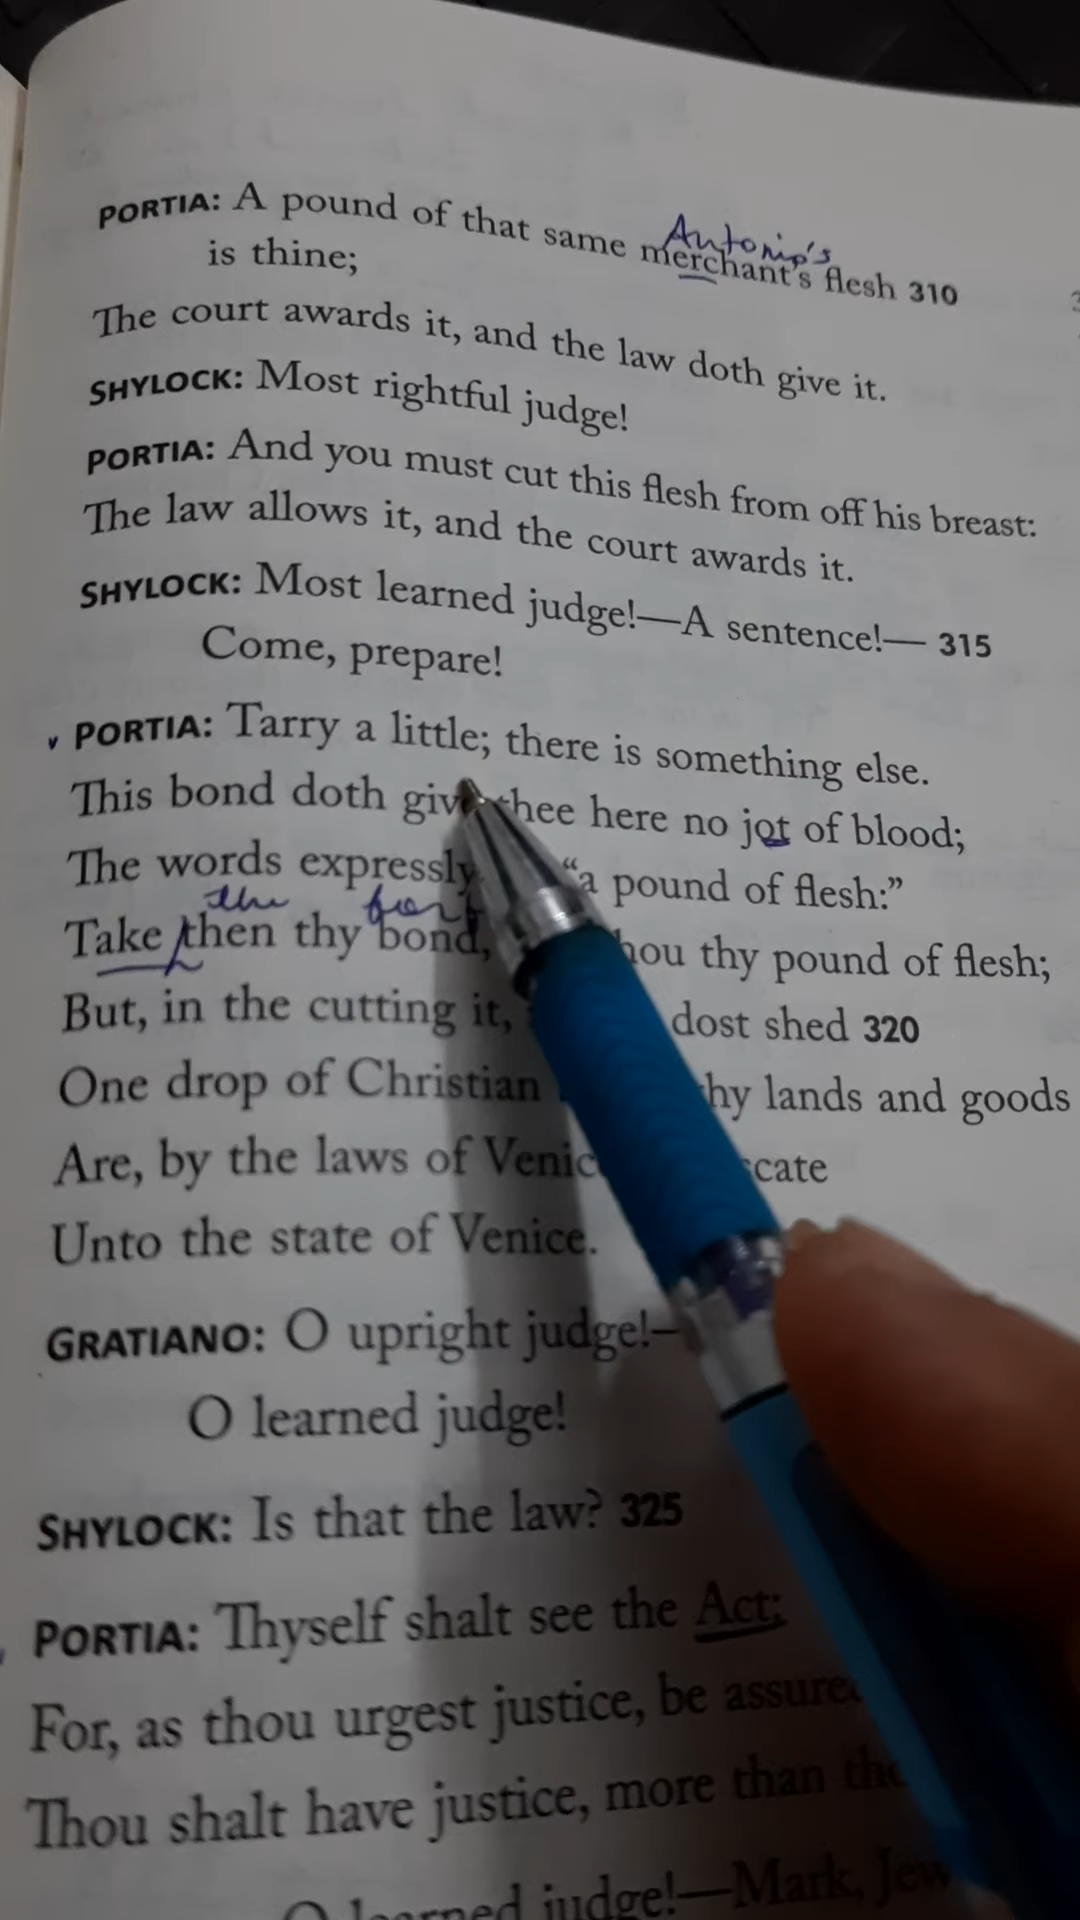 PORTIA: A pound of that same merchant's flesh 310
Antonio's
is thine;
The court awards it, and the law doth give it.
SHYLOCK: Most rightful judge!
PORTIA: And you must cut this flesh from off his breast:
The law allows it, and the court awards it.
SHYLOCK: Most learned judge!—A sentence!— 315
Come, prepare!
PORTIA: Tarry a little; there is something else.
This bond doth thee here no jot of blood;
The words expressly “a pound of flesh:”
the
Take then thy bond, thy pound of flesh;
But, in the cutting it, dost shed 320
One drop of Christian lands and goods
Are, by the laws of
Unto the state of Venice.
GRATIANO: O upright judge!—
O learned judge!
SHYLOCK: Is that the law? 325
PORTIA: Thyself shalt see the Act;
For, as thou urgest justice, be
Thou shalt have justice, more than
O learned judge!—Mark, Jew